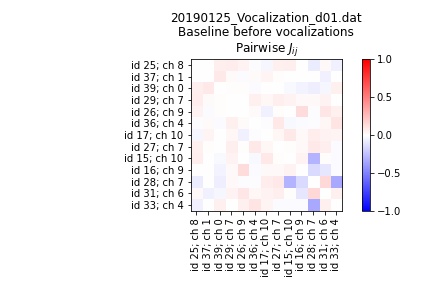 20190125_Vocalization_d01.dat
Baseline before vocalizations
Pairwise J_ij
id 25; ch 8
id 37; ch 1
id 39; ch 0
id 29; ch 7
id 26; ch 9
id 36; ch 4
id 17; ch 10
id 27; ch 7
id 15; ch 10
id 16; ch 9
id 28; ch 7
id 31; ch 6
id 33; ch 4
id 25; ch 8
id 37; ch 1
id 39; ch 0
id 29; ch 7
id 26; ch 9
id 36; ch 4
id 17; ch 10
id 27; ch 7
id 15; ch 10
id 16; ch 9
id 28; ch 7
id 31; ch 6
id 33; ch 4
1.0
0.5
0.0
−0.5
−1.0